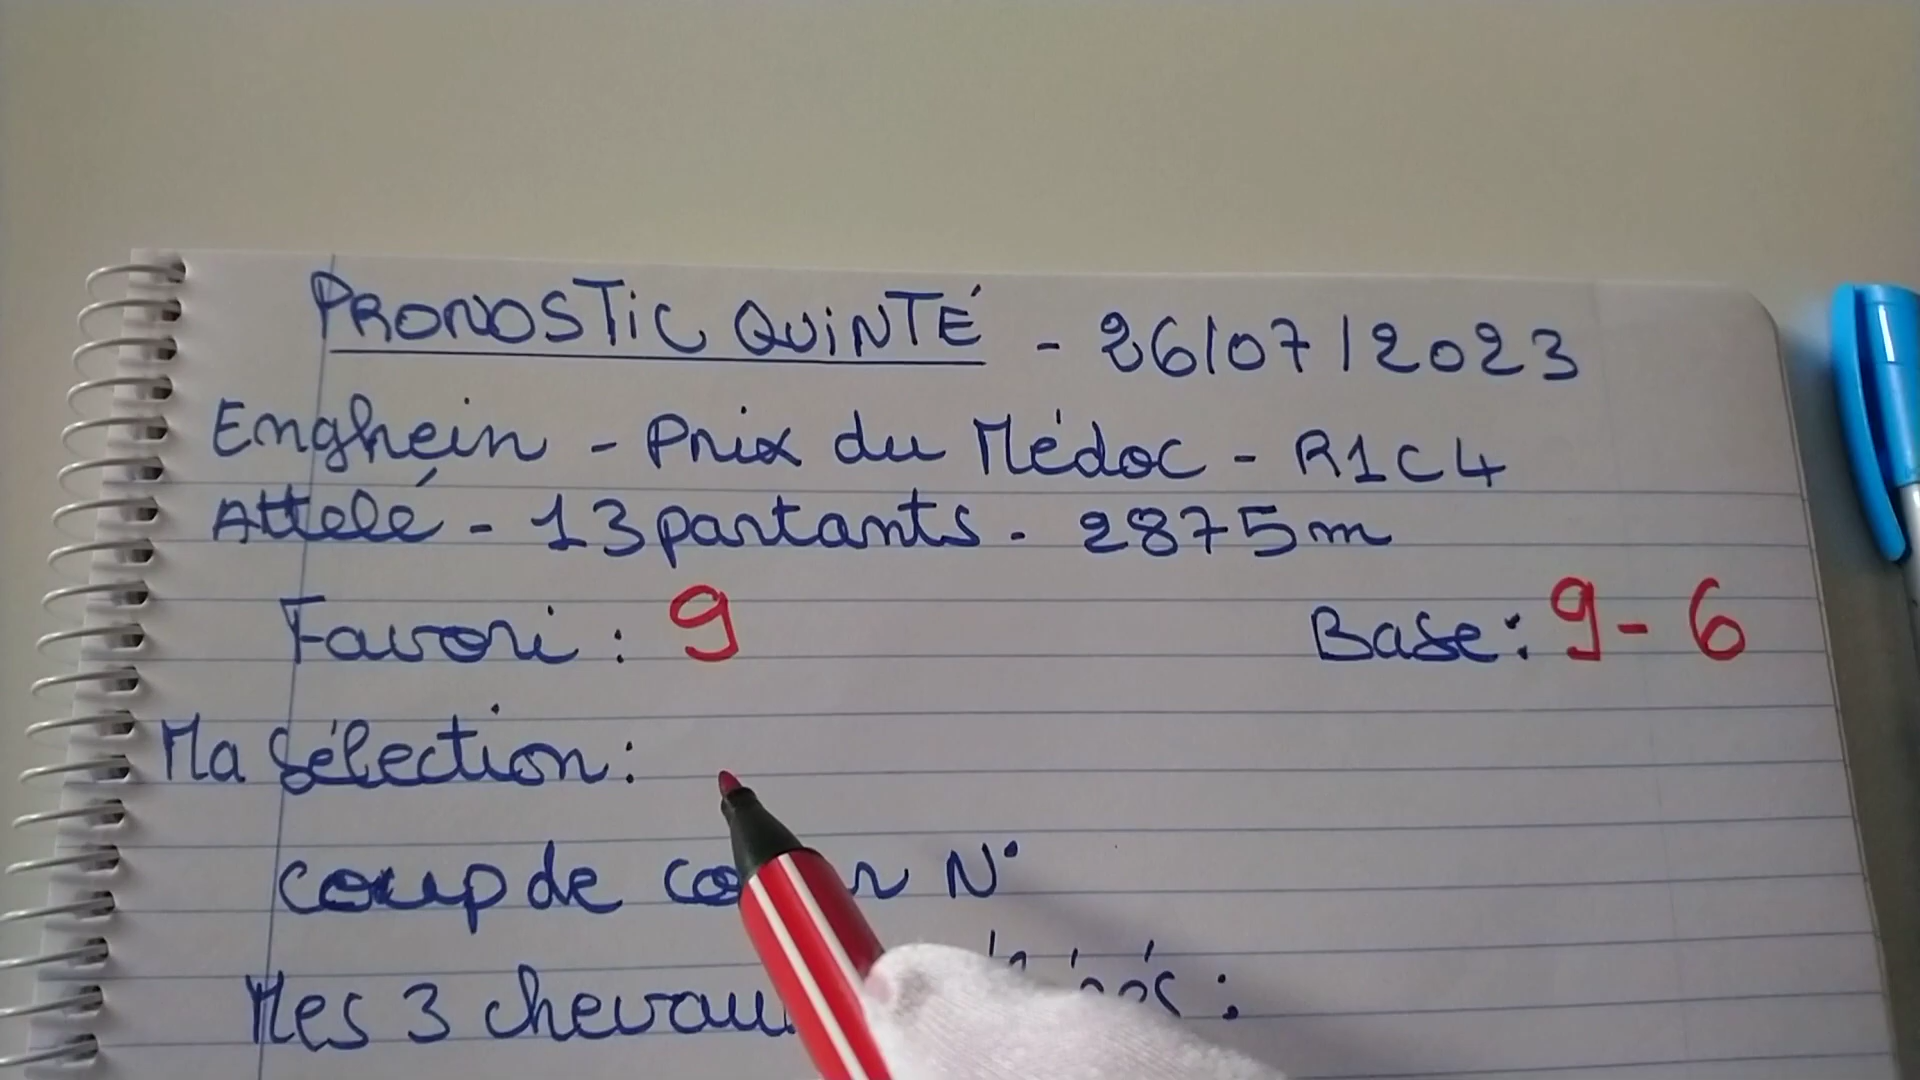 PRONOSTIC QUINTÉ - 26/07/2023
Enghein - Prix du Médoc - R1C4
Attelé - 13 partants - 2875m
Favori : 9 Base : 9 - 6
Ma sélection :
coup de N°
Mes 3 :